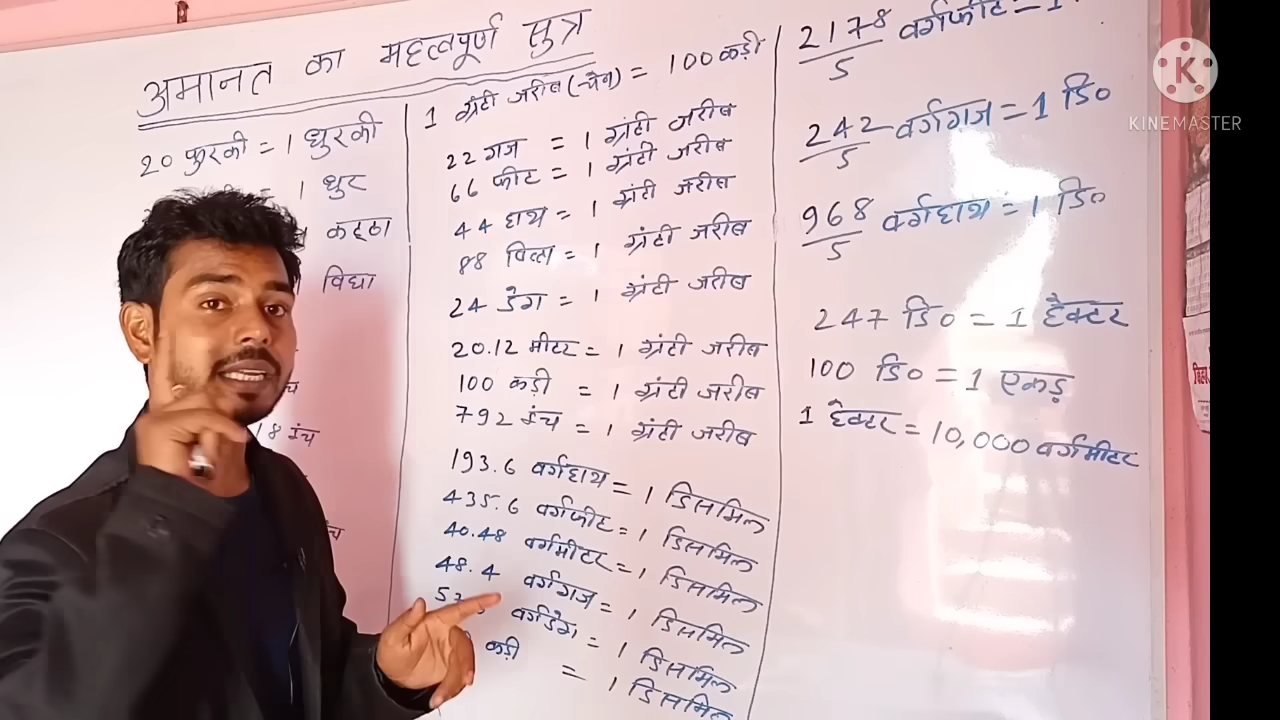 अमानत का महत्वपूर्ण सुत्र
20 फुरकी = 1 धुरकी
= 1 धुर
कट्ठा
विघा
18 इंच
1 ग्रंटी जरीब (चेन) = 100 कड़ी
22 गज = 1 ग्रंटी जरीब
66 फीट = 1 ग्रंटी जरीब
44 हाथ = 1 ग्रंटी जरीब
88 विता = 1 ग्रंटी जरीब
24 डेग = 1 ग्रंटी जरीब
20.12 मीटर = 1 ग्रंटी जरीब
100 कड़ी = 1 ग्रंटी जरीब
792 इंच = 1 ग्रंटी जरीब
193.6 वर्गहाथ = 1 डिसमिल
435.6 वर्गफीट = 1 डिसमिल
40.48 वर्गमीटर = 1 डिसमिल
48.4 वर्गगज = 1 डिसमिल
वर्गडेग = 1 डिसमिल
कड़ी = 1 डिसमिल
2178/5 वर्गफीट = 1
242/5 वर्गगज = 1 डि०
968/5 वर्गहाथ = 1 डि०
247 डि० = 1 हेक्टर
100 डि० = 1 एकड़
1 हेक्टर = 10,000 वर्गमीटर
K
KINEMASTER